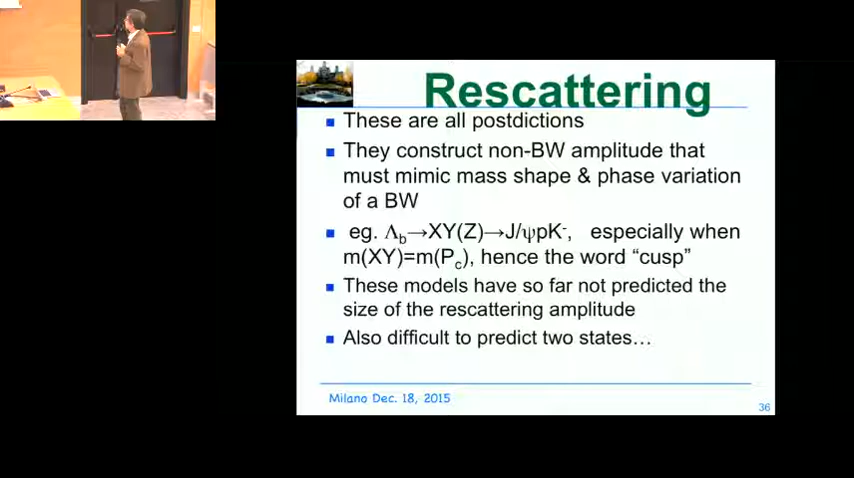 Rescattering
These are all postdictions
They construct non-BW amplitude that
must mimic mass shape & phase variation
of a BW
eg. Λb→XY(Z)→J/ψpK-, especially when
m(XY)=m(Pc), hence the word “cusp”
These models have so far not predicted the
size of the rescattering amplitude
Also difficult to predict two states…
Milano Dec. 18, 2015
36